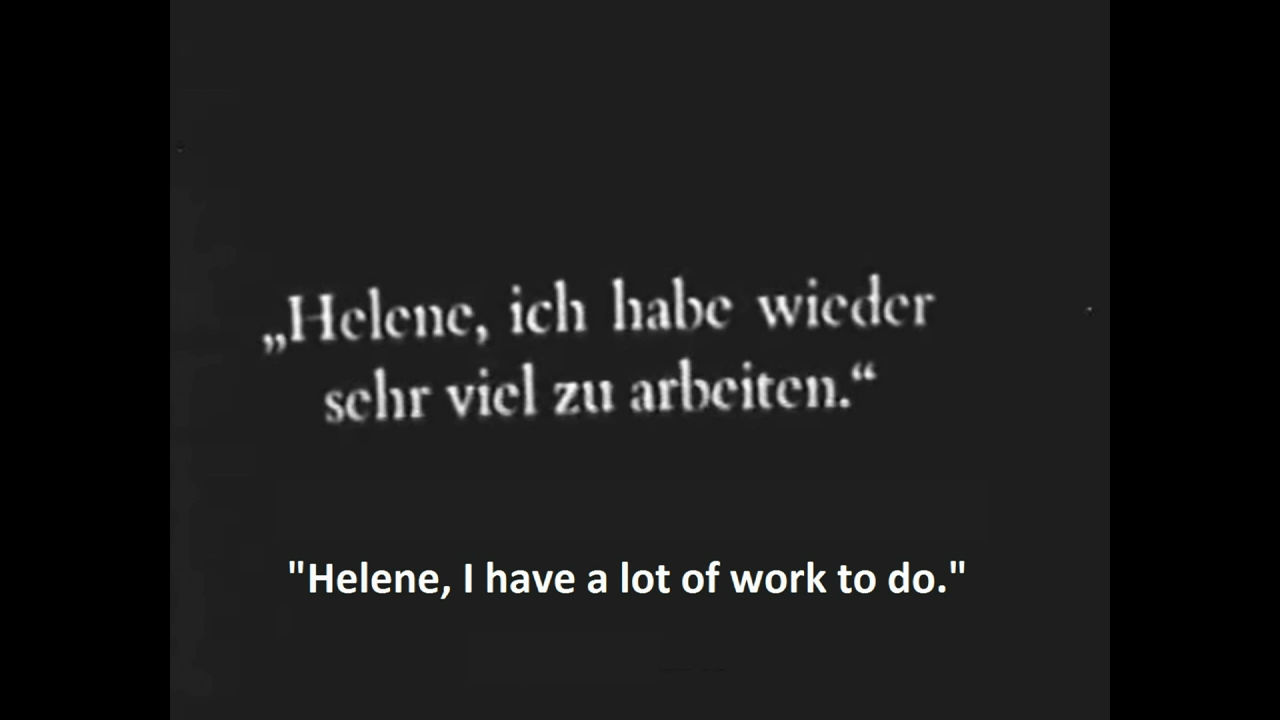 „Helene, ich habe wieder
sehr viel zu arbeiten.“
"Helene, I have a lot of work to do."